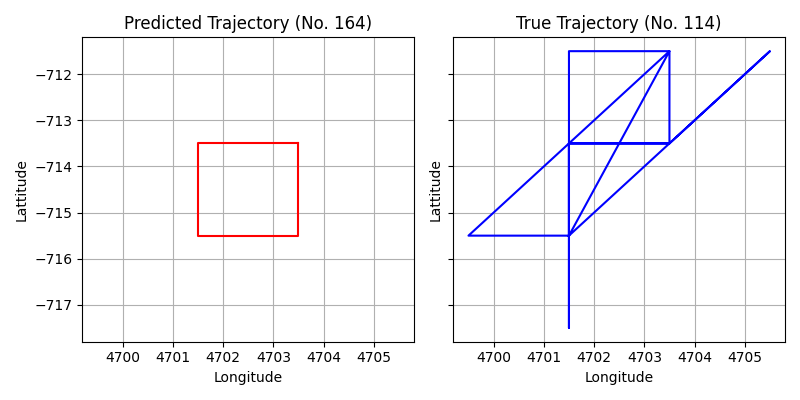 Predicted Trajectory (No. 164)
True Trajectory (No. 114)
Lattitude
−712
−713
−714
−715
−716
−717
4700 4701 4702 4703 4704 4705
Longitude
Lattitude
4700 4701 4702 4703 4704 4705
Longitude